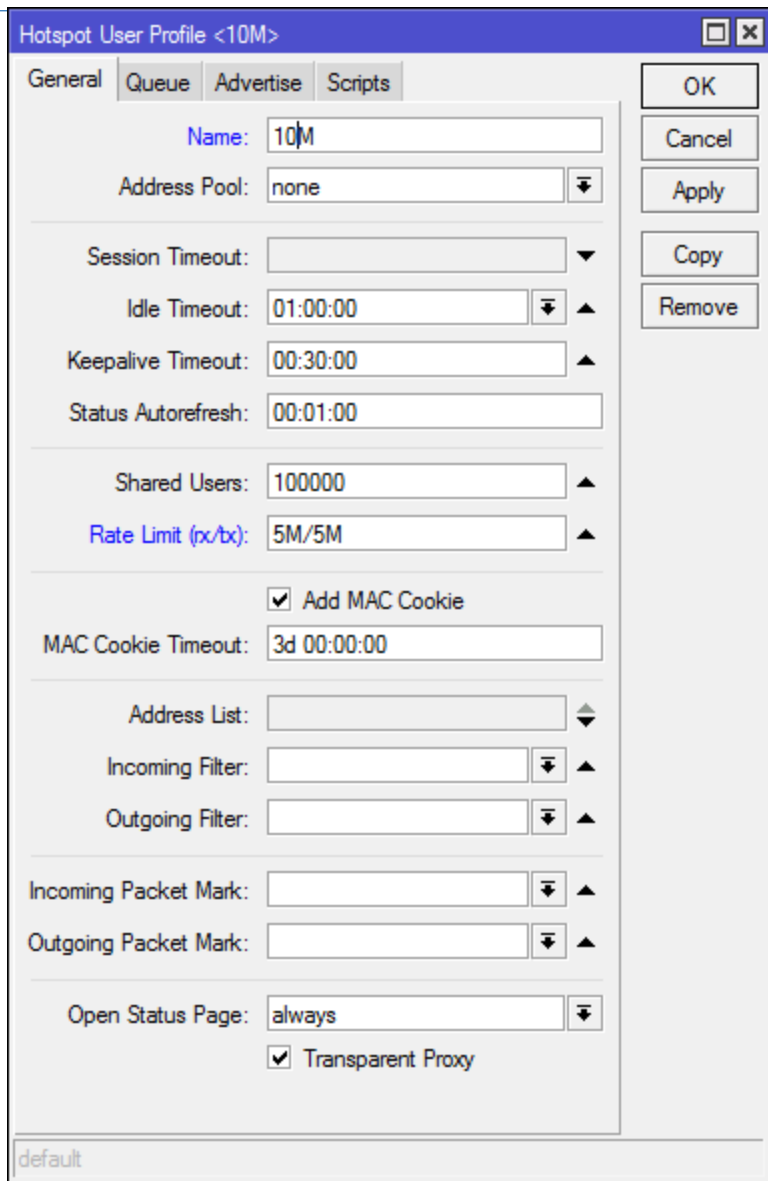 Hotspot User Profile <10M>
General Queue Advertise Scripts
OK
Cancel
Apply
Copy
Remove
Name: 10M
Address Pool: none
Session Timeout:
Idle Timeout: 01:00:00
Keepalive Timeout: 00:30:00
Status Autorefresh: 00:01:00
Shared Users: 100000
Rate Limit (rx/tx): 5M/5M
Add MAC Cookie
MAC Cookie Timeout: 3d 00:00:00
Address List:
Incoming Filter:
Outgoing Filter:
Incoming Packet Mark:
Outgoing Packet Mark:
Open Status Page: always
Transparent Proxy
default